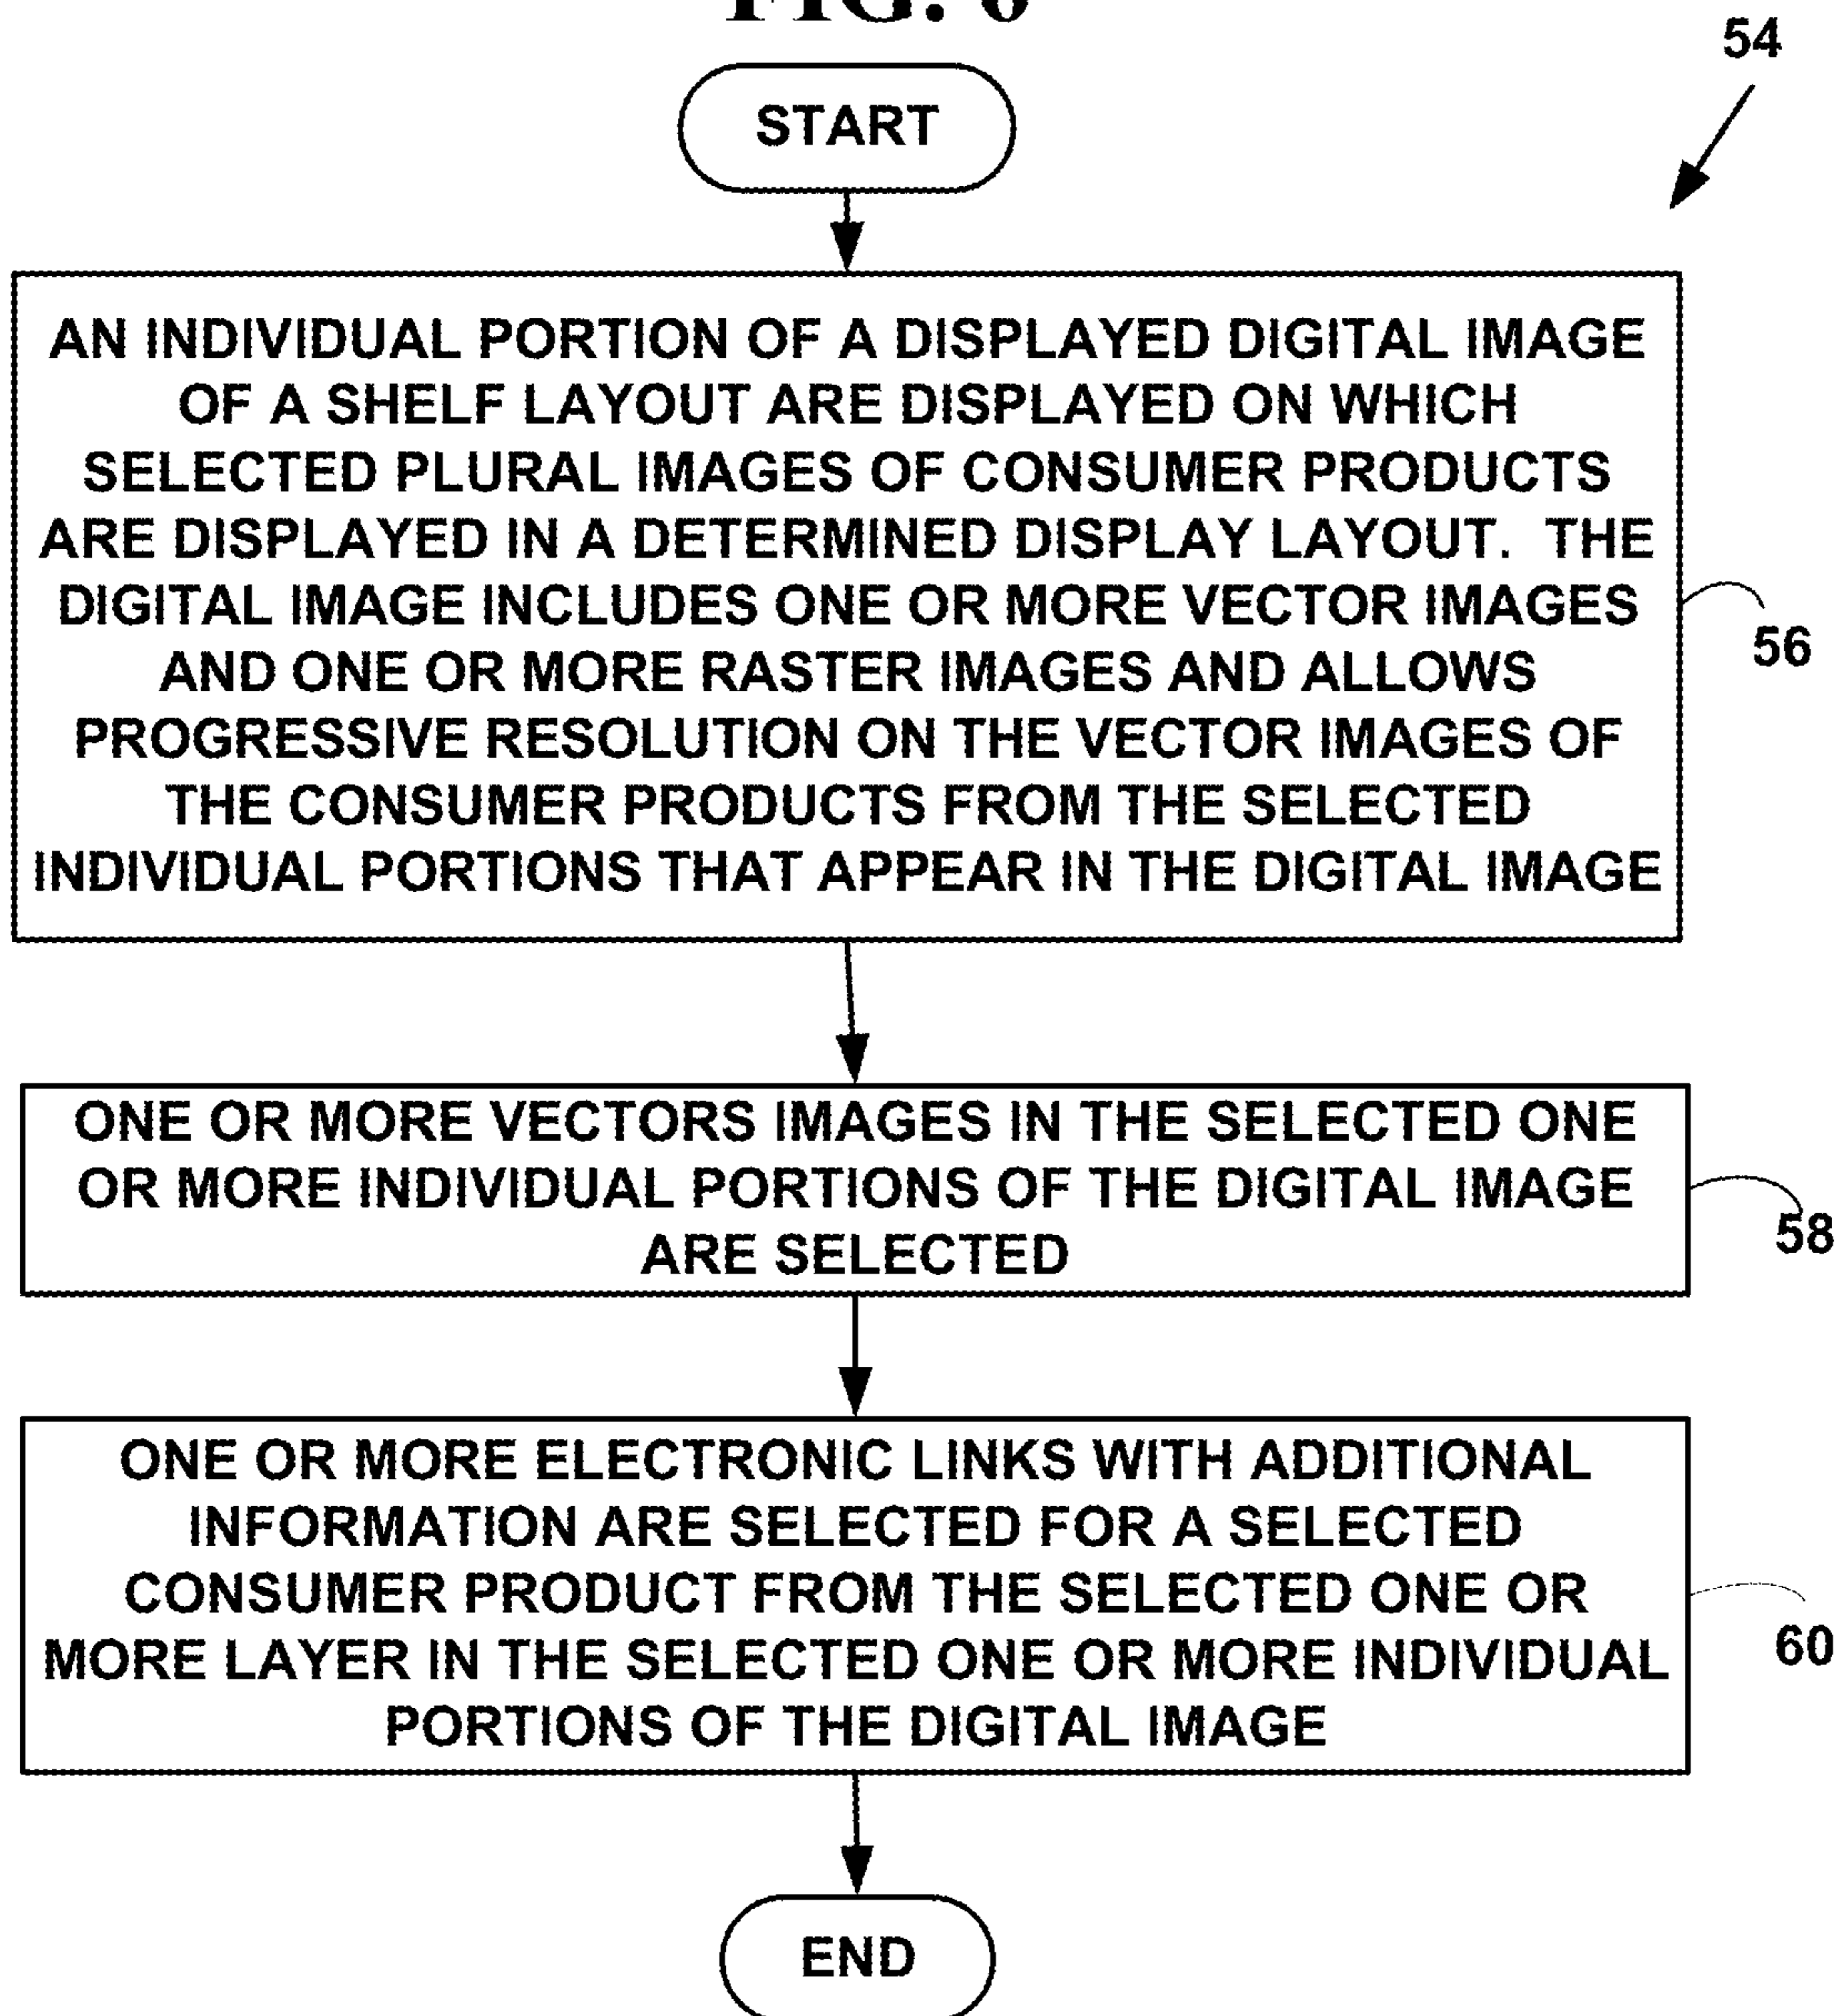 FIG. 6
54
START
AN INDIVIDUAL PORTION OF A DISPLAYED DIGITAL IMAGE
OF A SHELF LAYOUT ARE DISPLAYED ON WHICH
SELECTED PLURAL IMAGES OF CONSUMER PRODUCTS
ARE DISPLAYED IN A DETERMINED DISPLAY LAYOUT. THE
DIGITAL IMAGE INCLUDES ONE OR MORE VECTOR IMAGES
AND ONE OR MORE RASTER IMAGES AND ALLOWS
PROGRESSIVE RESOLUTION ON THE VECTOR IMAGES OF
THE CONSUMER PRODUCTS FROM THE SELECTED
INDIVIDUAL PORTIONS THAT APPEAR IN THE DIGITAL IMAGE
56
ONE OR MORE VECTORS IMAGES IN THE SELECTED ONE
OR MORE INDIVIDUAL PORTIONS OF THE DIGITAL IMAGE
ARE SELECTED
58
ONE OR MORE ELECTRONIC LINKS WITH ADDITIONAL
INFORMATION ARE SELECTED FOR A SELECTED
CONSUMER PRODUCT FROM THE SELECTED ONE OR
MORE LAYER IN THE SELECTED ONE OR MORE INDIVIDUAL
PORTIONS OF THE DIGITAL IMAGE
60
END